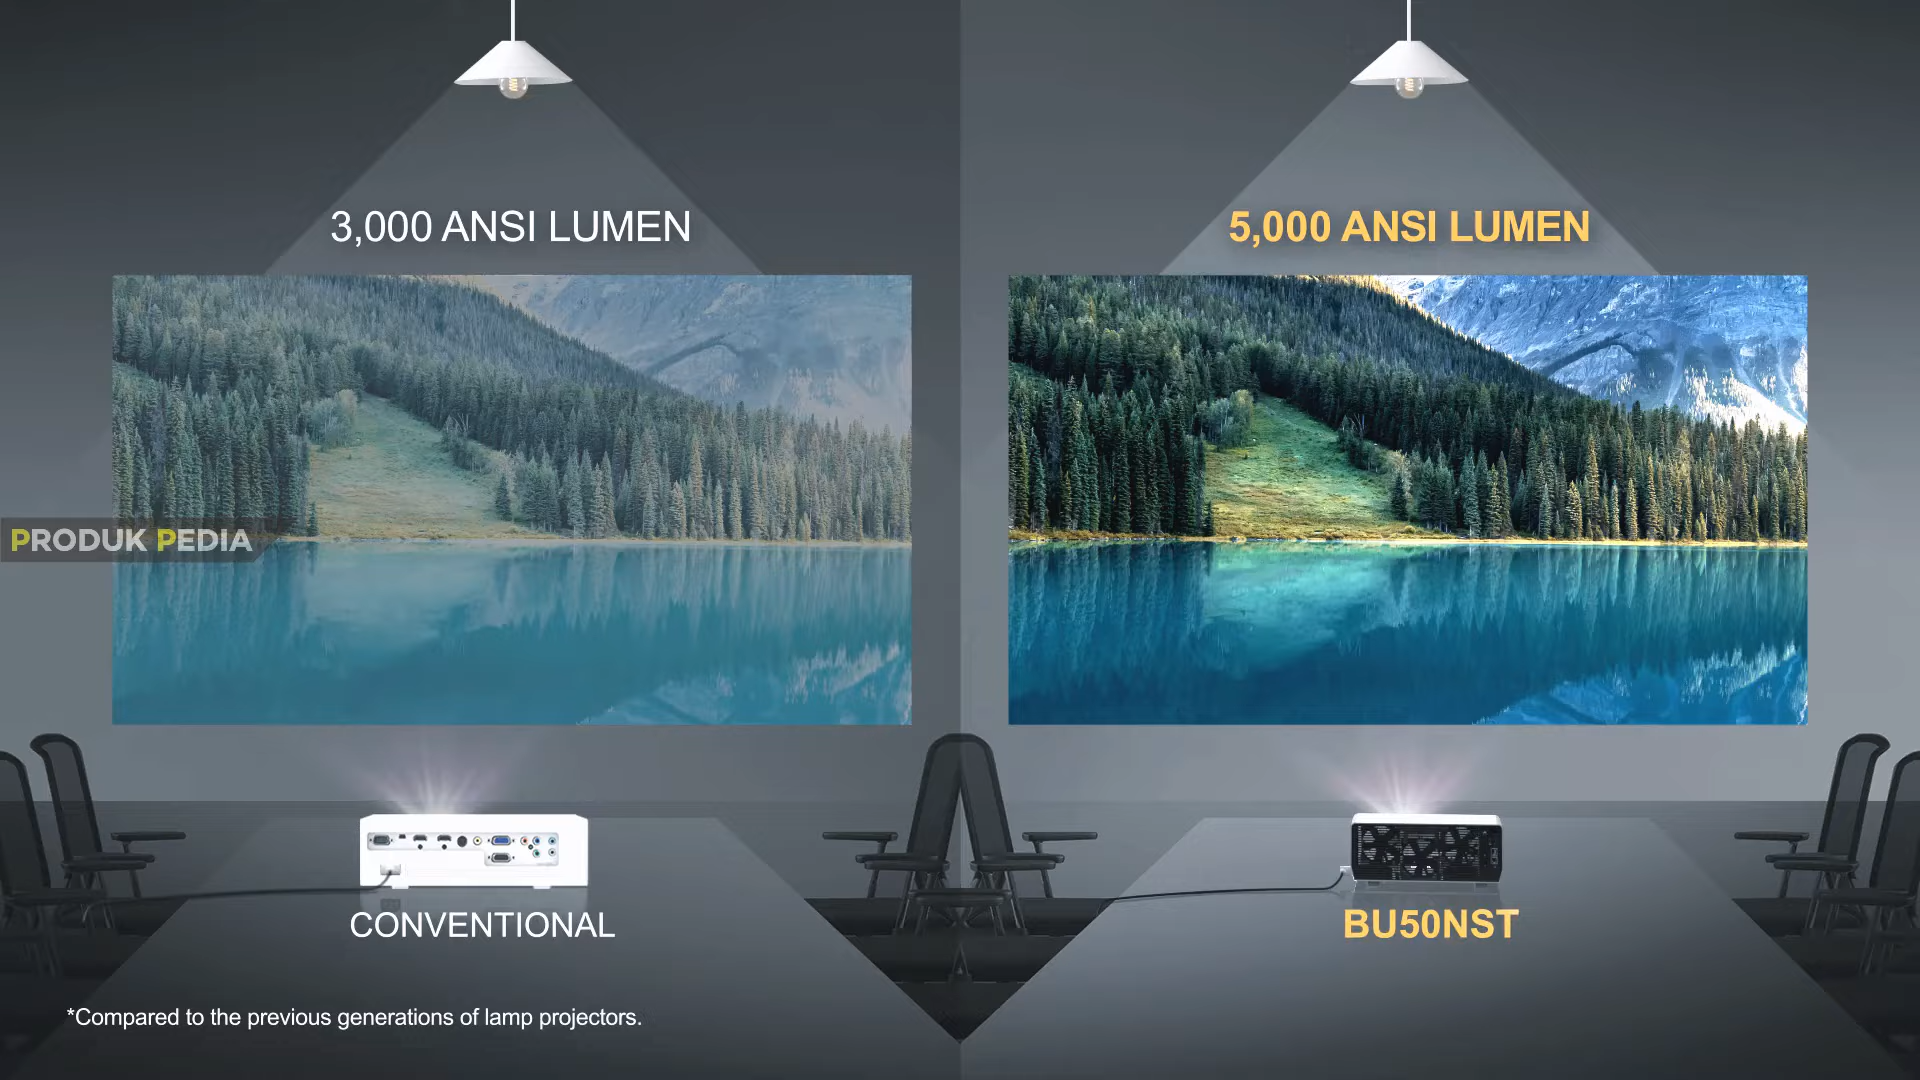 3,000 ANSI LUMEN
5,000 ANSI LUMEN
PRODUK PEDIA
CONVENTIONAL
BU50NST
*Compared to the previous generations of lamp projectors.